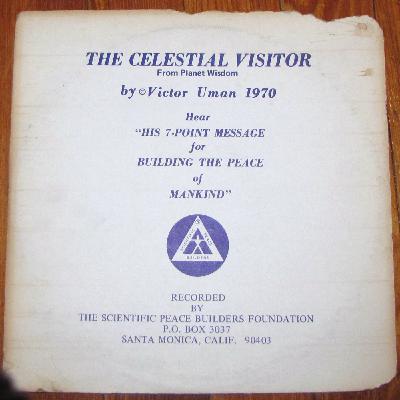 THE CELESTIAL VISITOR
From Planet Wisdom
by © Victor Uman 1970
Hear
"HIS 7-POINT MESSAGE
for
BUILDING THE PEACE
of
MANKIND"
BUILDERS
RECORDED
BY
THE SCIENTIFIC PEACE BUILDERS FOUNDATION
P.O. BOX 3037
SANTA MONICA, CALIF. 90403